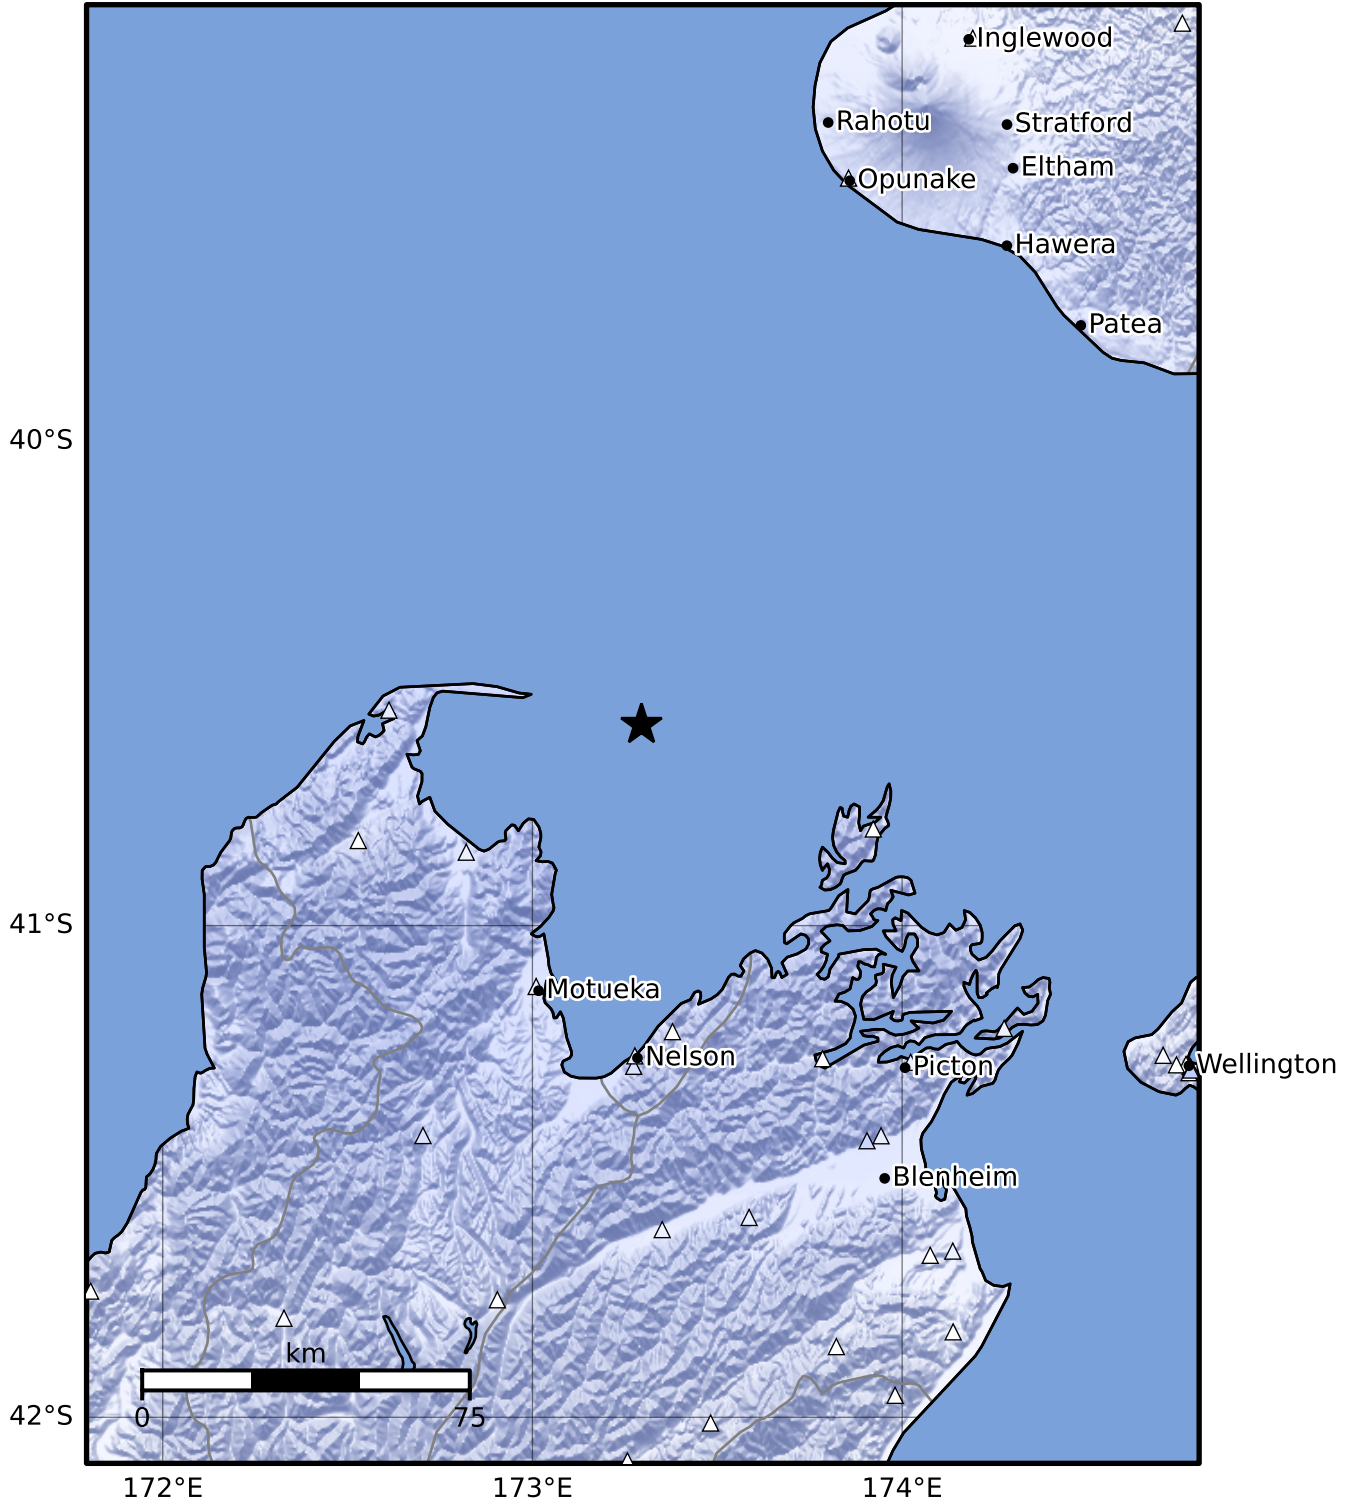 Inglewood
Rahotu
Stratford
Eltham
Opunake
Hawera
Patea
40°S
41°S
Motueka
Nelson
Picton
Wellington
Blenheim
km
0
75
42°S
172°E
173°E
174°E